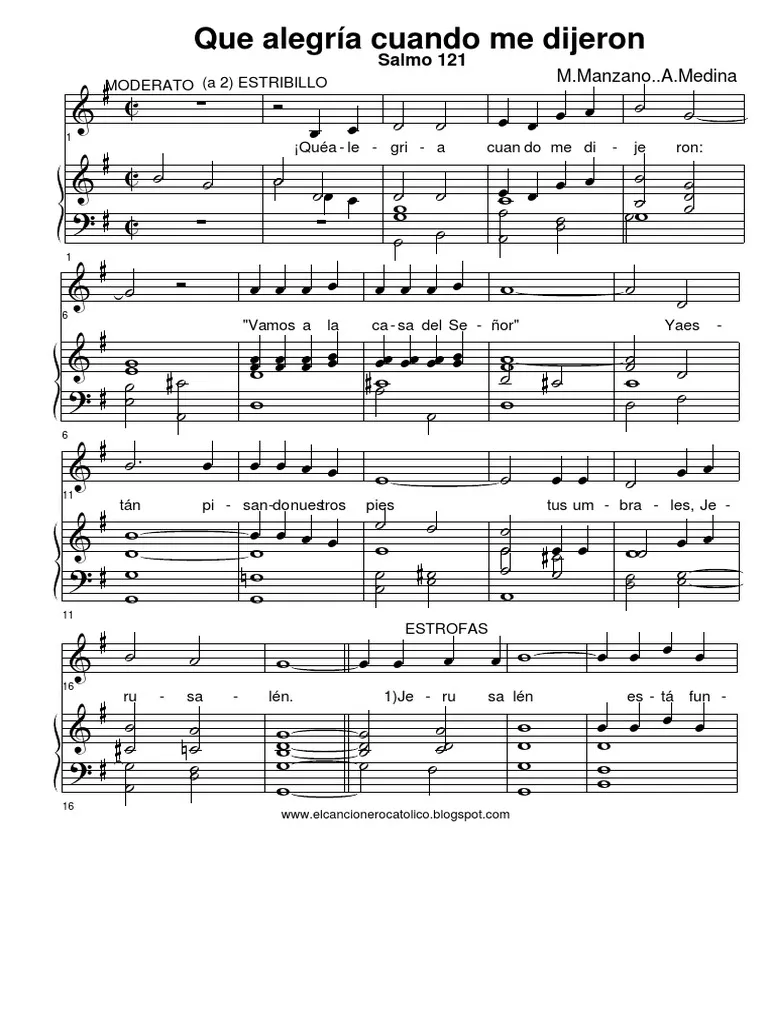 Que alegría cuando me dijeron
Salmo 121
M.Manzano..A.Medina
MODERATO (a 2) ESTRIBILLO
1
¡Quéa-le-gri-a cuan do me di-je ron:
1
6
"Vamos a la ca-sa del Se-ñor" Yaes-
6
11
tán pi-san-donuestros pies tus um-bra-les, Je-
11
ESTROFAS
16
ru-sa-lén. 1)Je-ru sa lén es-tá fun-
16
www.elcancionerocatolico.blogspot.com